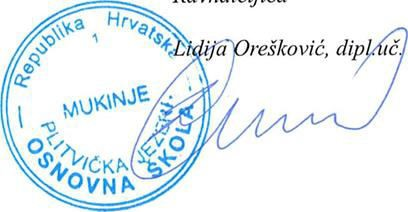 Ravnateljica
Lidija Orešković, dipl.uč.
Republika Hrvatska
1
MUKINJE
PLITVIČKA JEZERA
OSNOVNA ŠKOLA